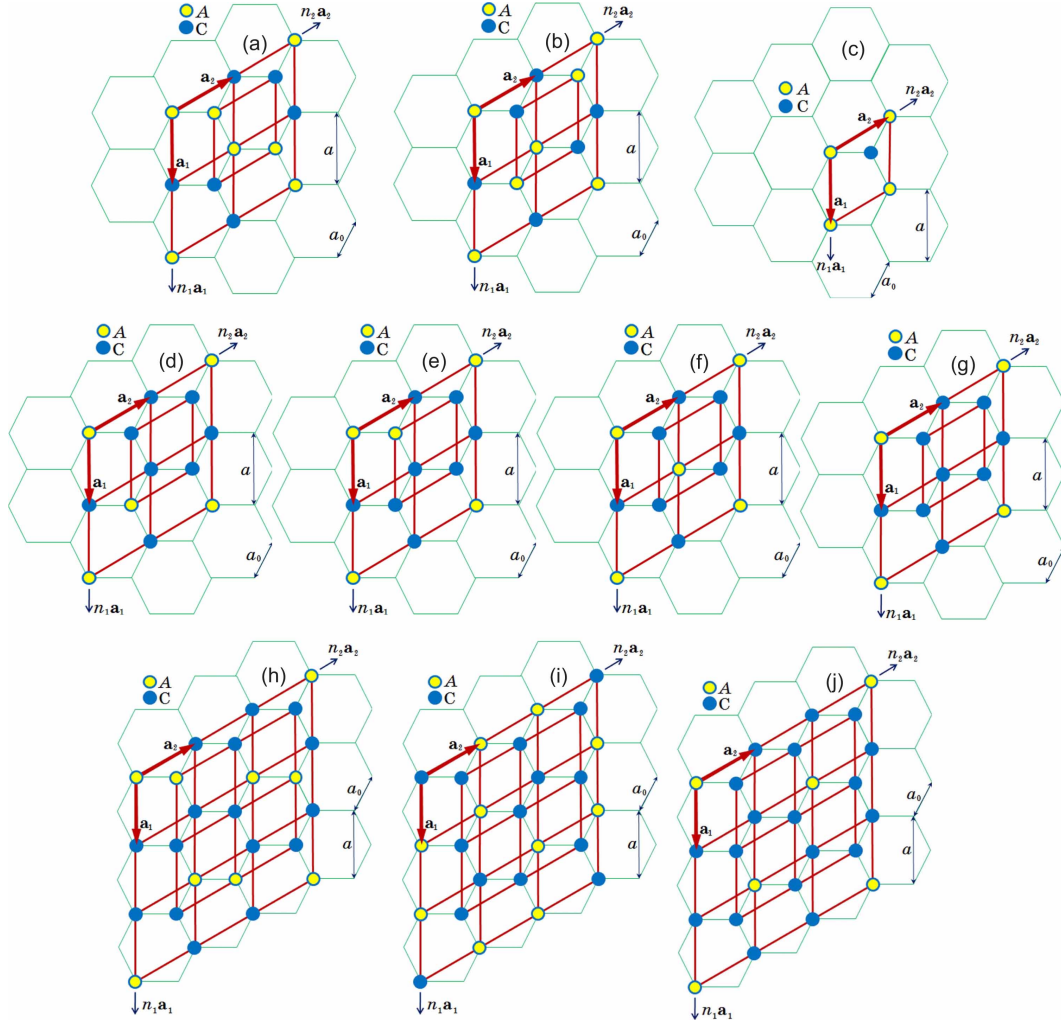 A
C
(a)
n₂a₂
a₂
a₁
a
a₀
n₁a₁
A
C
(b)
n₂a₂
a₂
a₁
a
a₀
n₁a₁
(c)
A
C
n₂a₂
a₂
a₁
a
a₀
n₁a₁
A
C
(d)
n₂a₂
a₂
a₁
a
a₀
n₁a₁
A
C
(e)
n₂a₂
a₂
a₁
a
a₀
n₁a₁
A
C
(f)
n₂a₂
a₂
a₁
a
a₀
n₁a₁
A
C
(g)
n₂a₂
a₂
a₁
a
a₀
n₁a₁
A
C
(h)
n₂a₂
a₂
a₁
a₀
a
n₁a₁
A
C
(i)
n₂a₂
a₂
a₁
a₀
a
n₁a₁
A
C
(j)
n₂a₂
a₂
a₁
a₀
a
n₁a₁